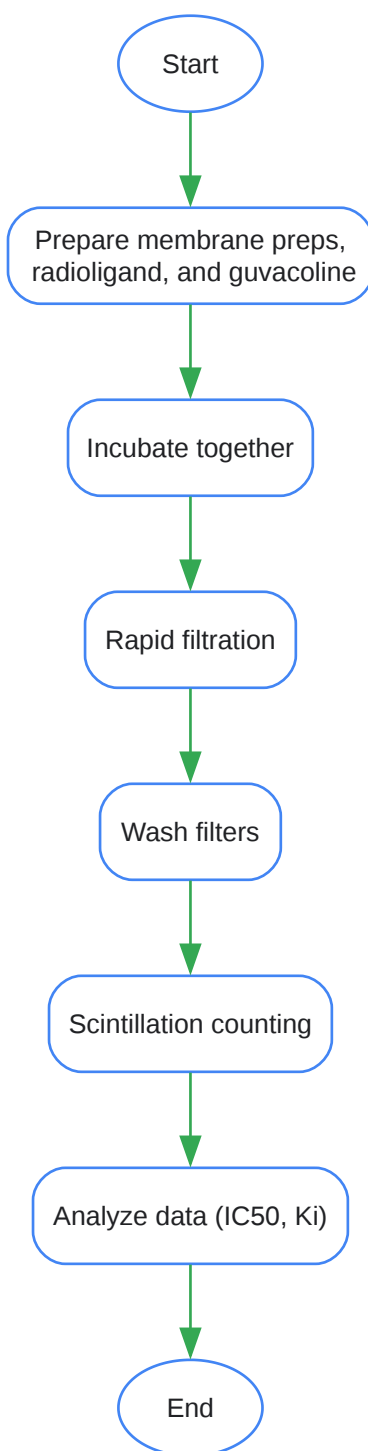 Start
Prepare membrane preps,
radioligand, and guvacoline
Incubate together
Rapid filtration
Wash filters
Scintillation counting
Analyze data (IC50, Ki)
End